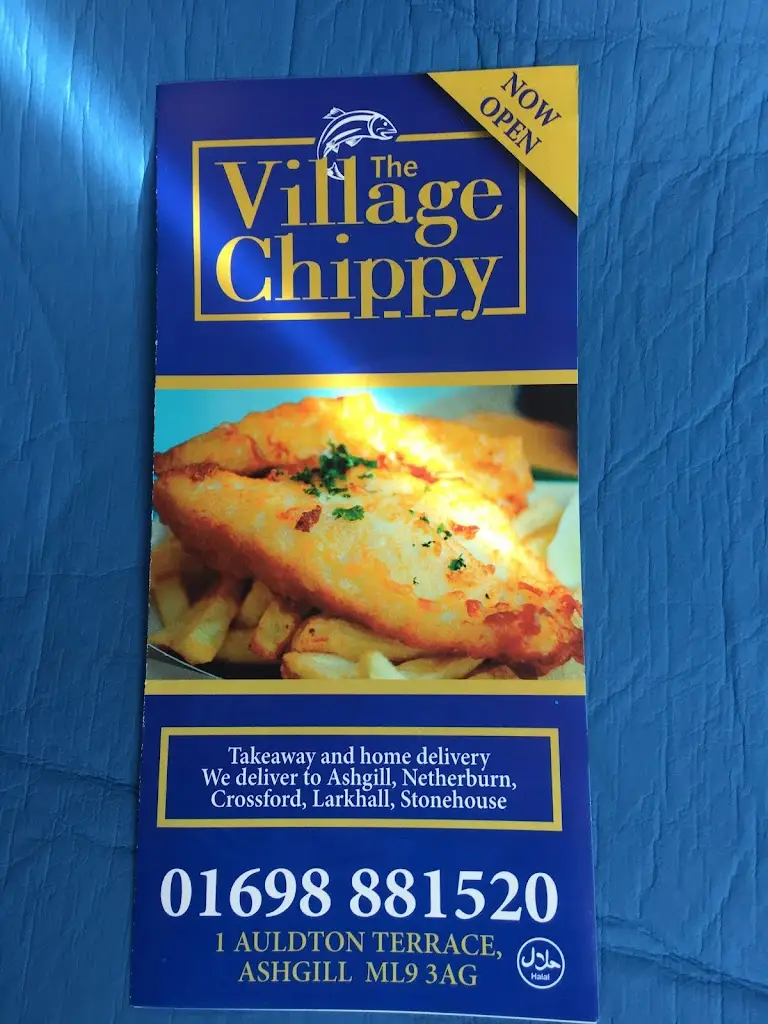 NOW
OPEN
The
Village
Chippy
Takeaway and home delivery
We deliver to Ashgill, Netherburn,
Crossford, Larkhall, Stonehouse
01698 881520
1 AULDTON TERRACE,
ASHGILL ML9 3AG
حلال
Halal